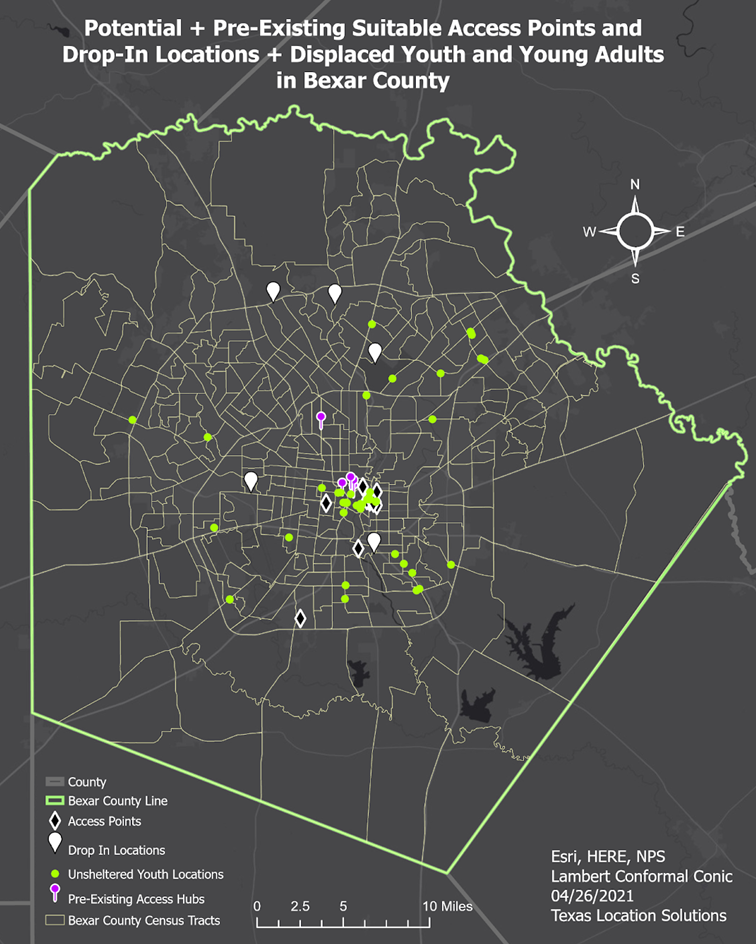 Potential + Pre-Existing Suitable Access Points and
Drop-In Locations + Displaced Youth and Young Adults
in Bexar County
N
W E
S
County
Bexar County Line
Access Points
Drop In Locations
Unsheltered Youth Locations
Pre-Existing Access Hubs
Bexar County Census Tracts
0 2.5 5 10 Miles
Esri, HERE, NPS
Lambert Conformal Conic
04/26/2021
Texas Location Solutions